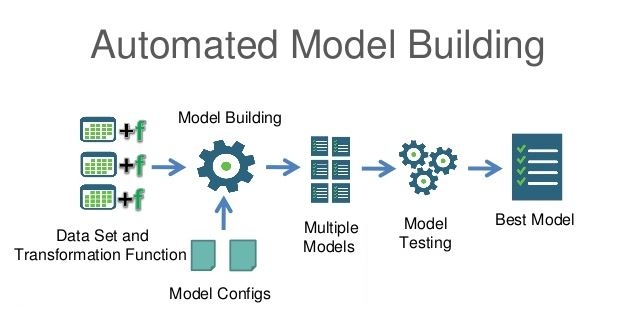 Automated Model Building
Model Building
+f
+f
+f
Data Set and
Transformation Function
Model Configs
Multiple
Models
Model
Testing
Best Model